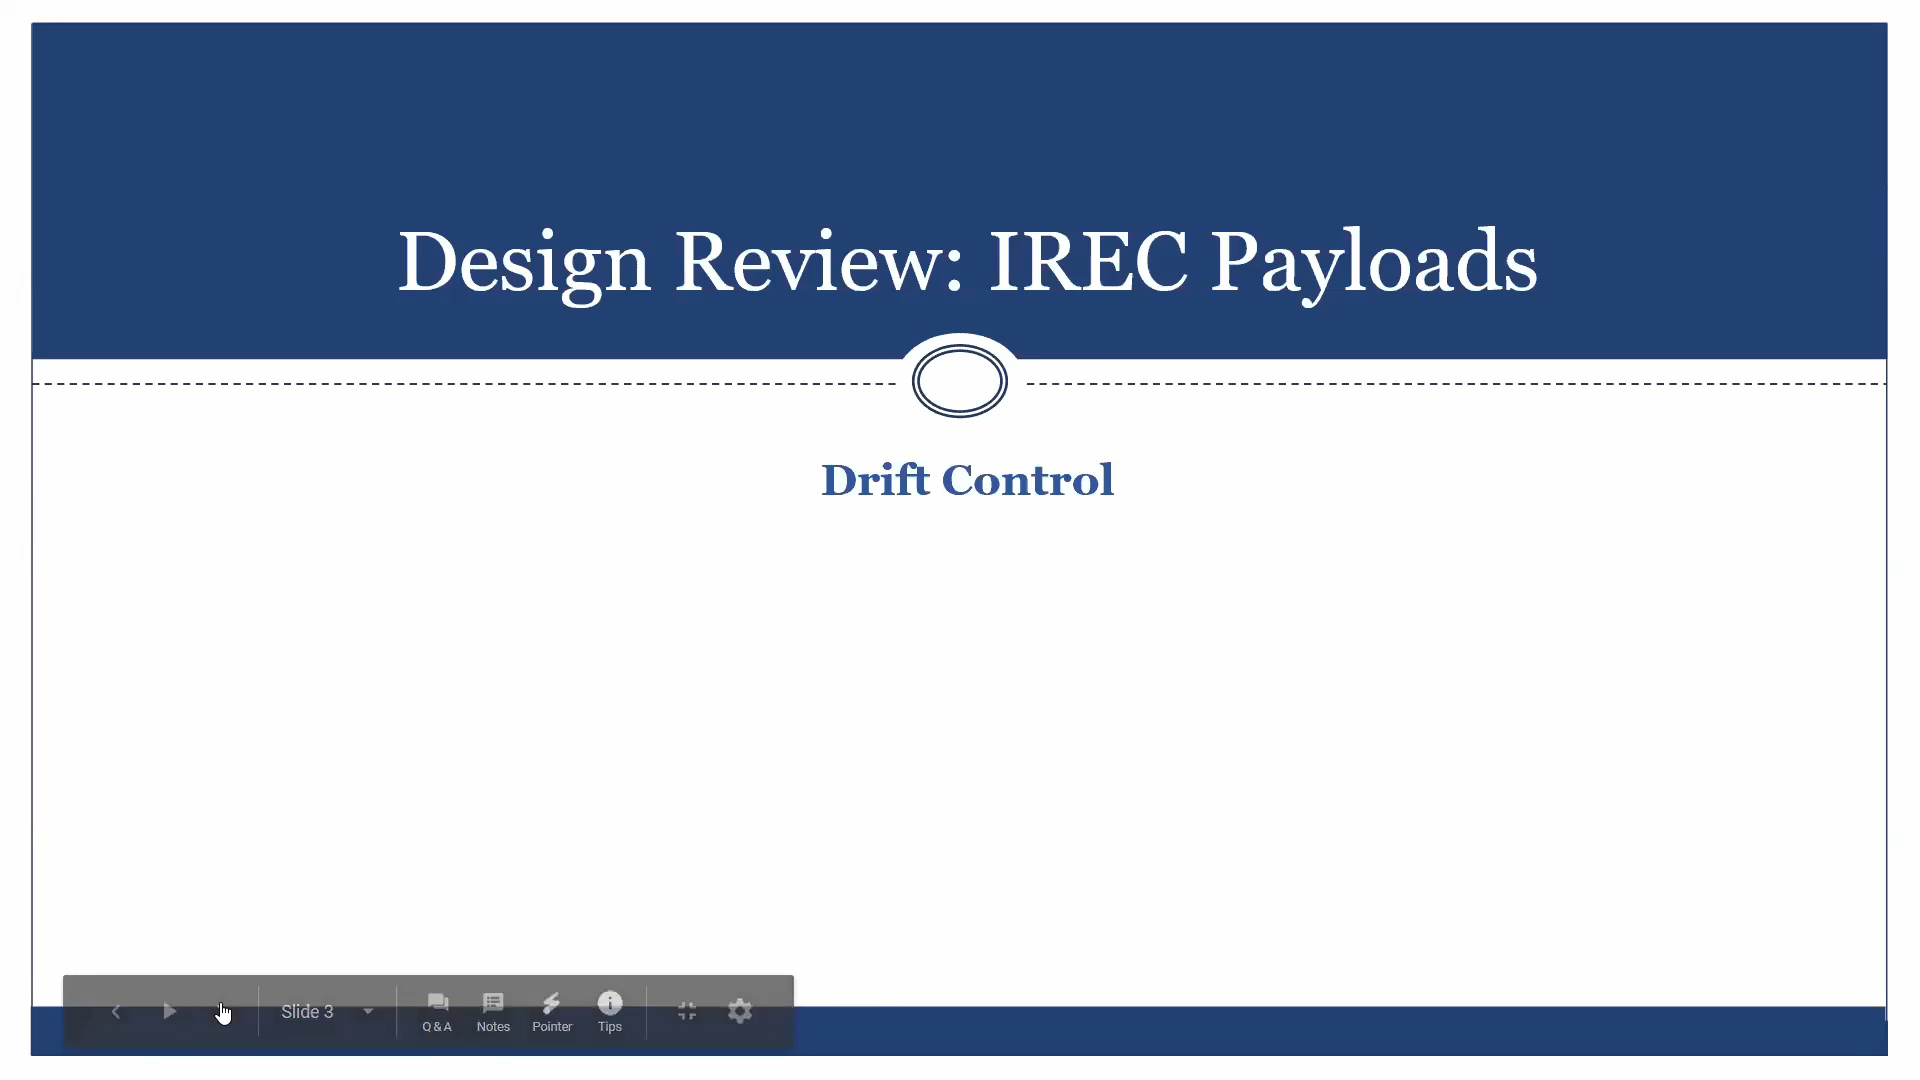 Design Review: IREC Payloads
Drift Control
Slide 3
Q & A Notes Pointer Tips